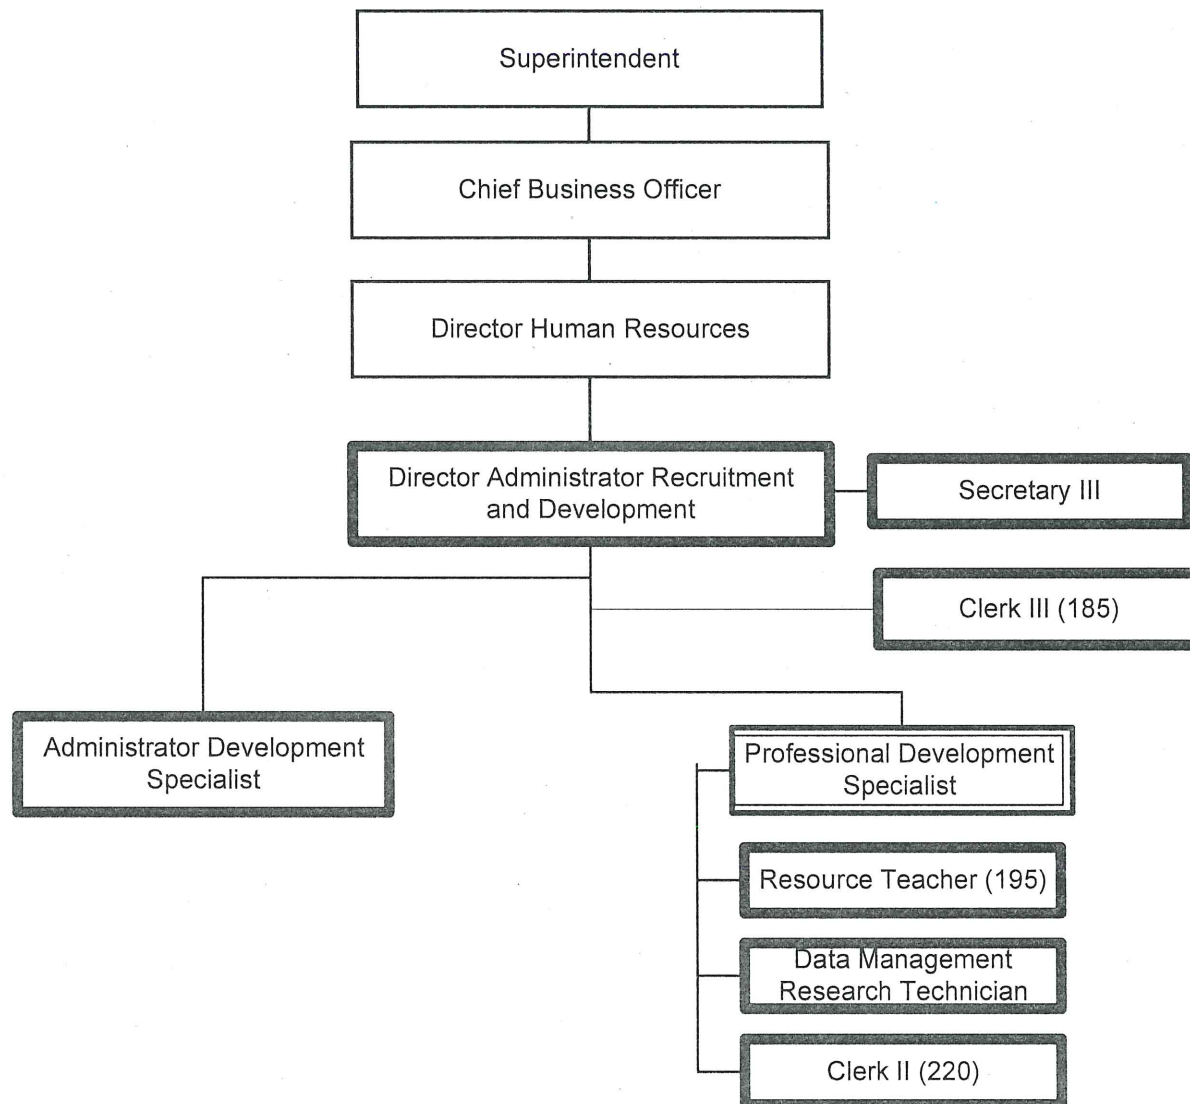 Superintendent
Chief Business Officer
Director Human Resources
Director Administrator Recruitment
and Development
Secretary III
Clerk III (185)
Administrator Development
Specialist
Professional Development
Specialist
Resource Teacher (195)
Data Management
Research Technician
Clerk II (220)